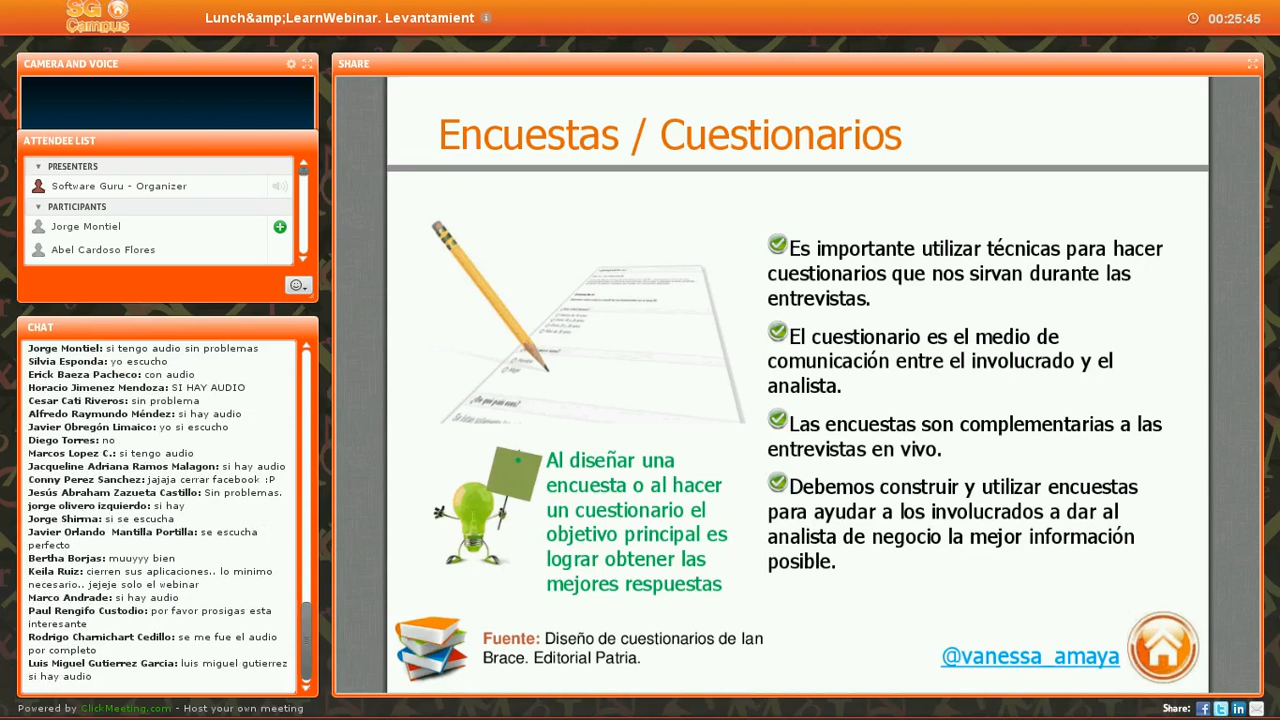 SG
Campus
Lunch&amp;LearnWebinar. Levantamient
00:25:45
CAMERA AND VOICE
ATTENDEE LIST
PRESENTERS
Software Guru - Organizer
PARTICIPANTS
Jorge Montiel
Abel Cardoso Flores
CHAT
Jorge Montiel: si tengo audio sin problemas
Silvia Esponda: yo escucho
Erick Baeza Pacheco: con audio
Horacio Jimenez Mendoza: SI HAY AUDIO
Cesar Cati Riveros: sin problema
Alfredo Raymundo Méndez: si hay audio
Javier Obregón Limaico: yo si escucho
Diego Torres: no
Marcos Lopez C.: si tengo audio
Jacqueline Adriana Ramos Malagon: si hay audio
Conny Perez Sanchez: jajaja cerrar facebook :P
Jesús Abraham Zazueta Castillo: Sin problemas.
jorge olivero izquierdo: si hay
Jorge Shirma: si se escucha
Javier Orlando Mantilla Portilla: se escucha
perfecto
Bertha Borjas: muuyyy bien
Keila Ruiz: cierren sus aplicaciones.. lo minimo
necesario.. jejeje solo el webinar
Marco Andrade: si hay audio
Paul Rengifo Custodio: por favor prosigas esta
interesante
Rodrigo Charnichart Cedillo: se me fue el audio
por completo
Luis Miguel Gutierrez Garcia: luis miguel gutierrez
si hay audio
SHARE
Encuestas / Cuestionarios
Es importante utilizar técnicas para hacer
cuestionarios que nos sirvan durante las
entrevistas.
El cuestionario es el medio de
comunicación entre el involucrado y el
analista.
Las encuestas son complementarias a las
entrevistas en vivo.
Debemos construir y utilizar encuestas
para ayudar a los involucrados a dar al
analista de negocio la mejor información
posible.
Al diseñar una
encuesta o al hacer
un cuestionario el
objetivo principal es
lograr obtener las
mejores respuestas
Fuente: Diseño de cuestionarios de Ian
Brace. Editorial Patria.
@vanessa_amaya
Powered by ClickMeeting.com - Host your own meeting
Share: